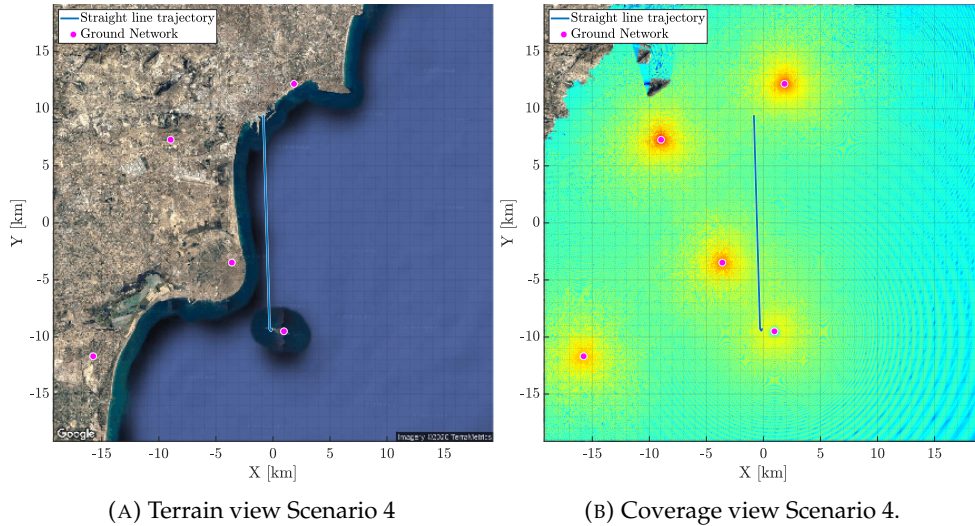 Straight line trajectory
Ground Network
15
10
5
0
-5
-10
-15
Y [km]
-15
-10
-5
0
5
10
15
X [km]
Google
Imagery ©2020 TerraMetrics
(A) Terrain view Scenario 4
Straight line trajectory
Ground Network
15
10
5
0
-5
-10
-15
Y [km]
-15
-10
-5
0
5
10
15
X [km]
(B) Coverage view Scenario 4.